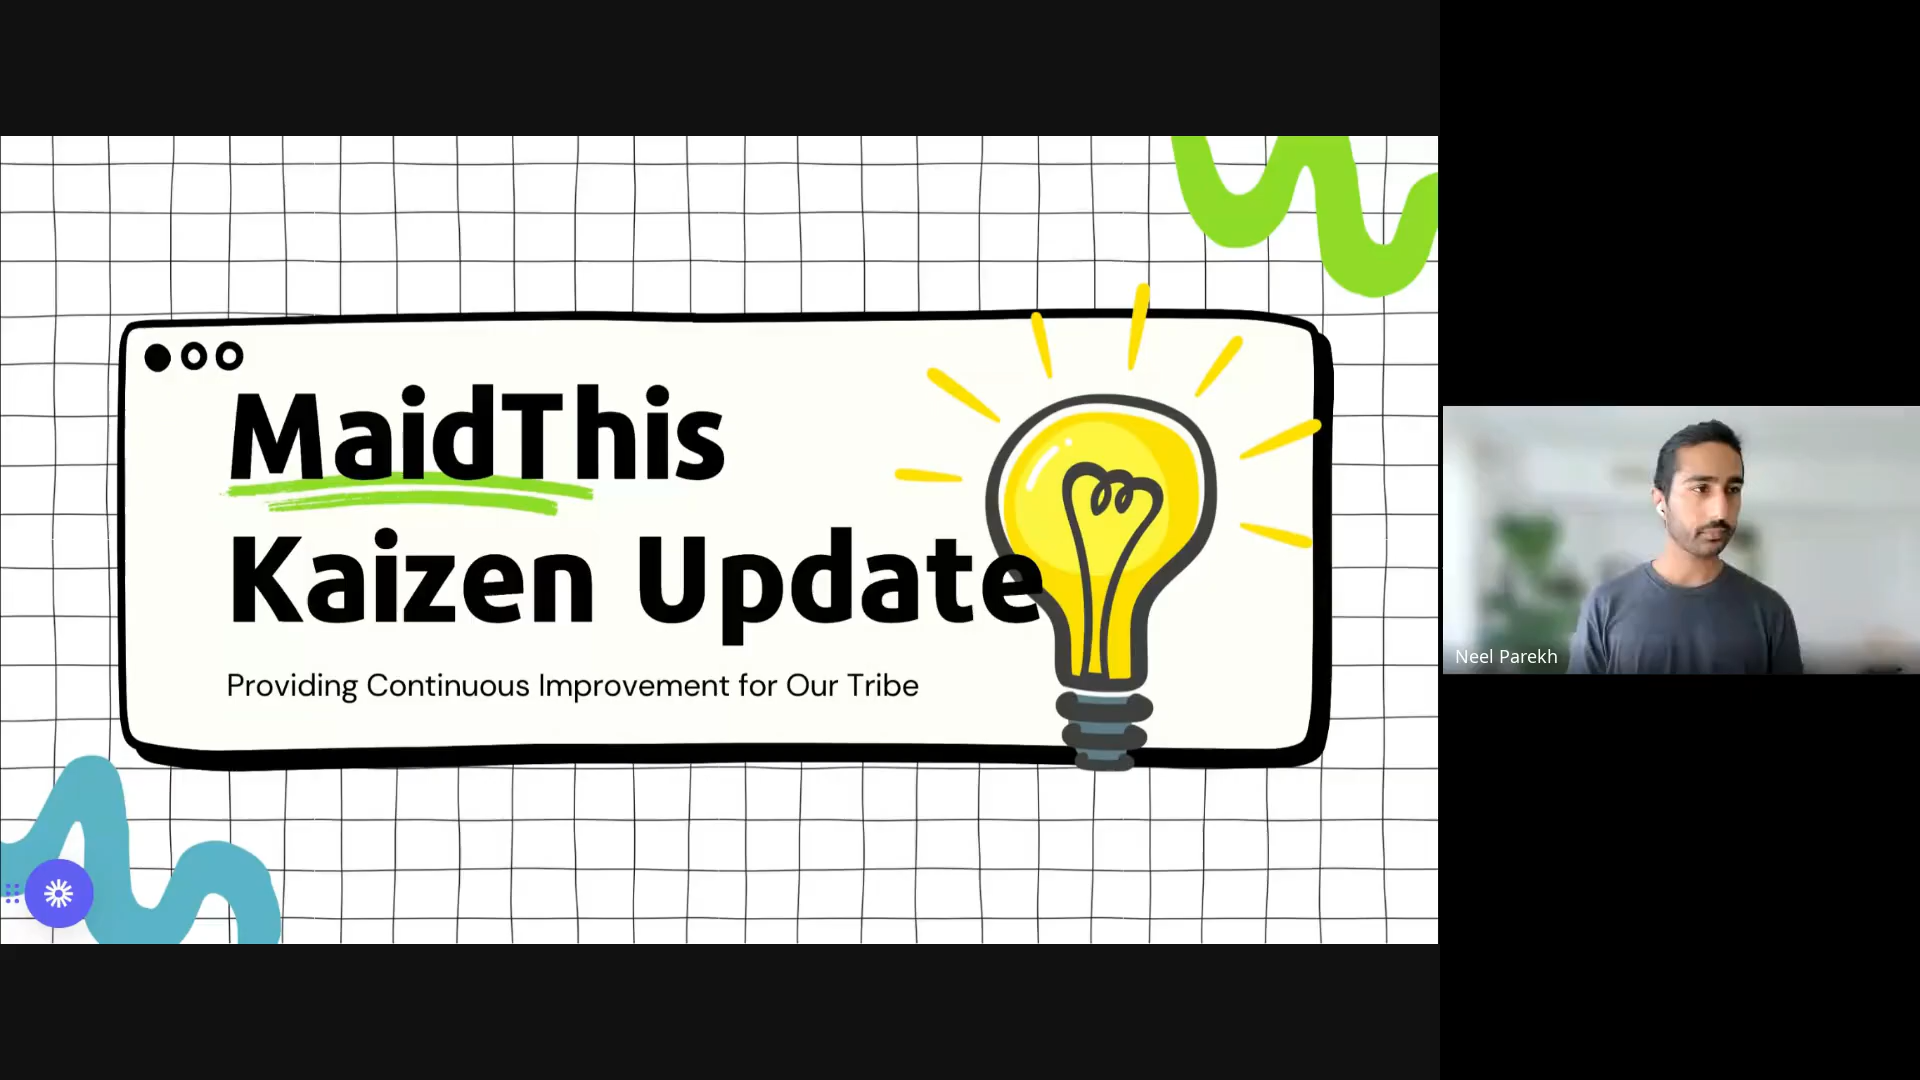 MaidThis
Kaizen Update
Providing Continuous Improvement for Our Tribe
Neel Parekh